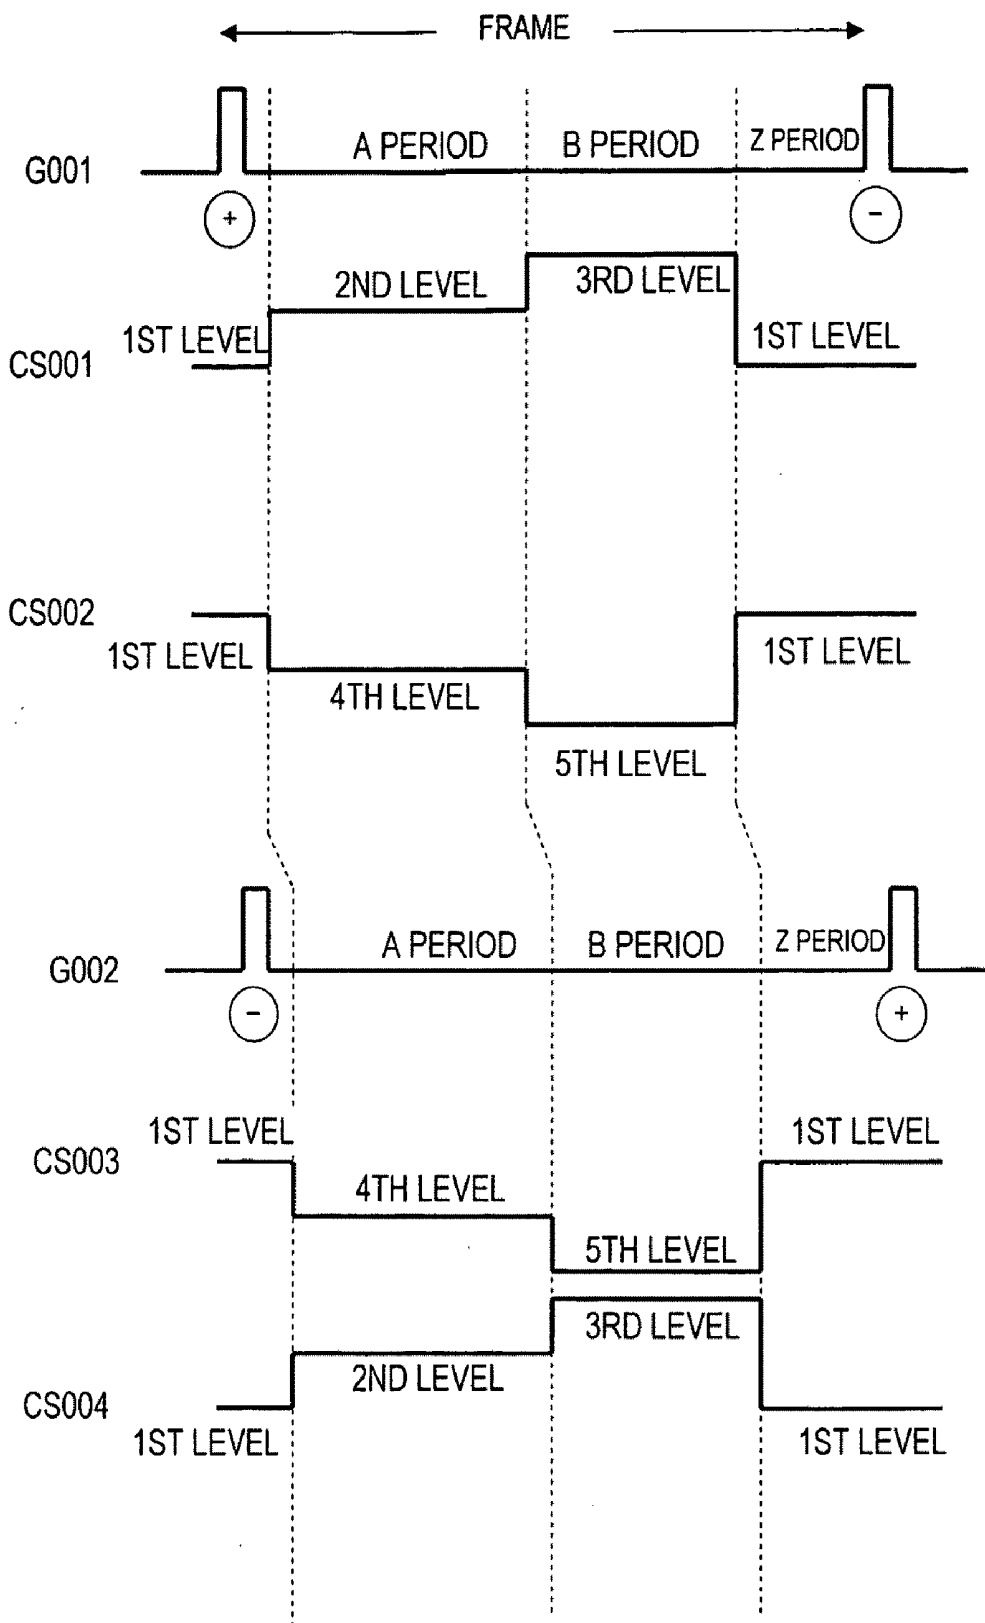 FRAME
A PERIOD B PERIOD Z PERIOD
G001
+ -
2ND LEVEL 3RD LEVEL
1ST LEVEL 1ST LEVEL
CS001
CS002
1ST LEVEL 1ST LEVEL
4TH LEVEL
5TH LEVEL
A PERIOD B PERIOD Z PERIOD
G002
- +
1ST LEVEL 1ST LEVEL
CS003
4TH LEVEL
5TH LEVEL
3RD LEVEL
2ND LEVEL
CS004
1ST LEVEL 1ST LEVEL